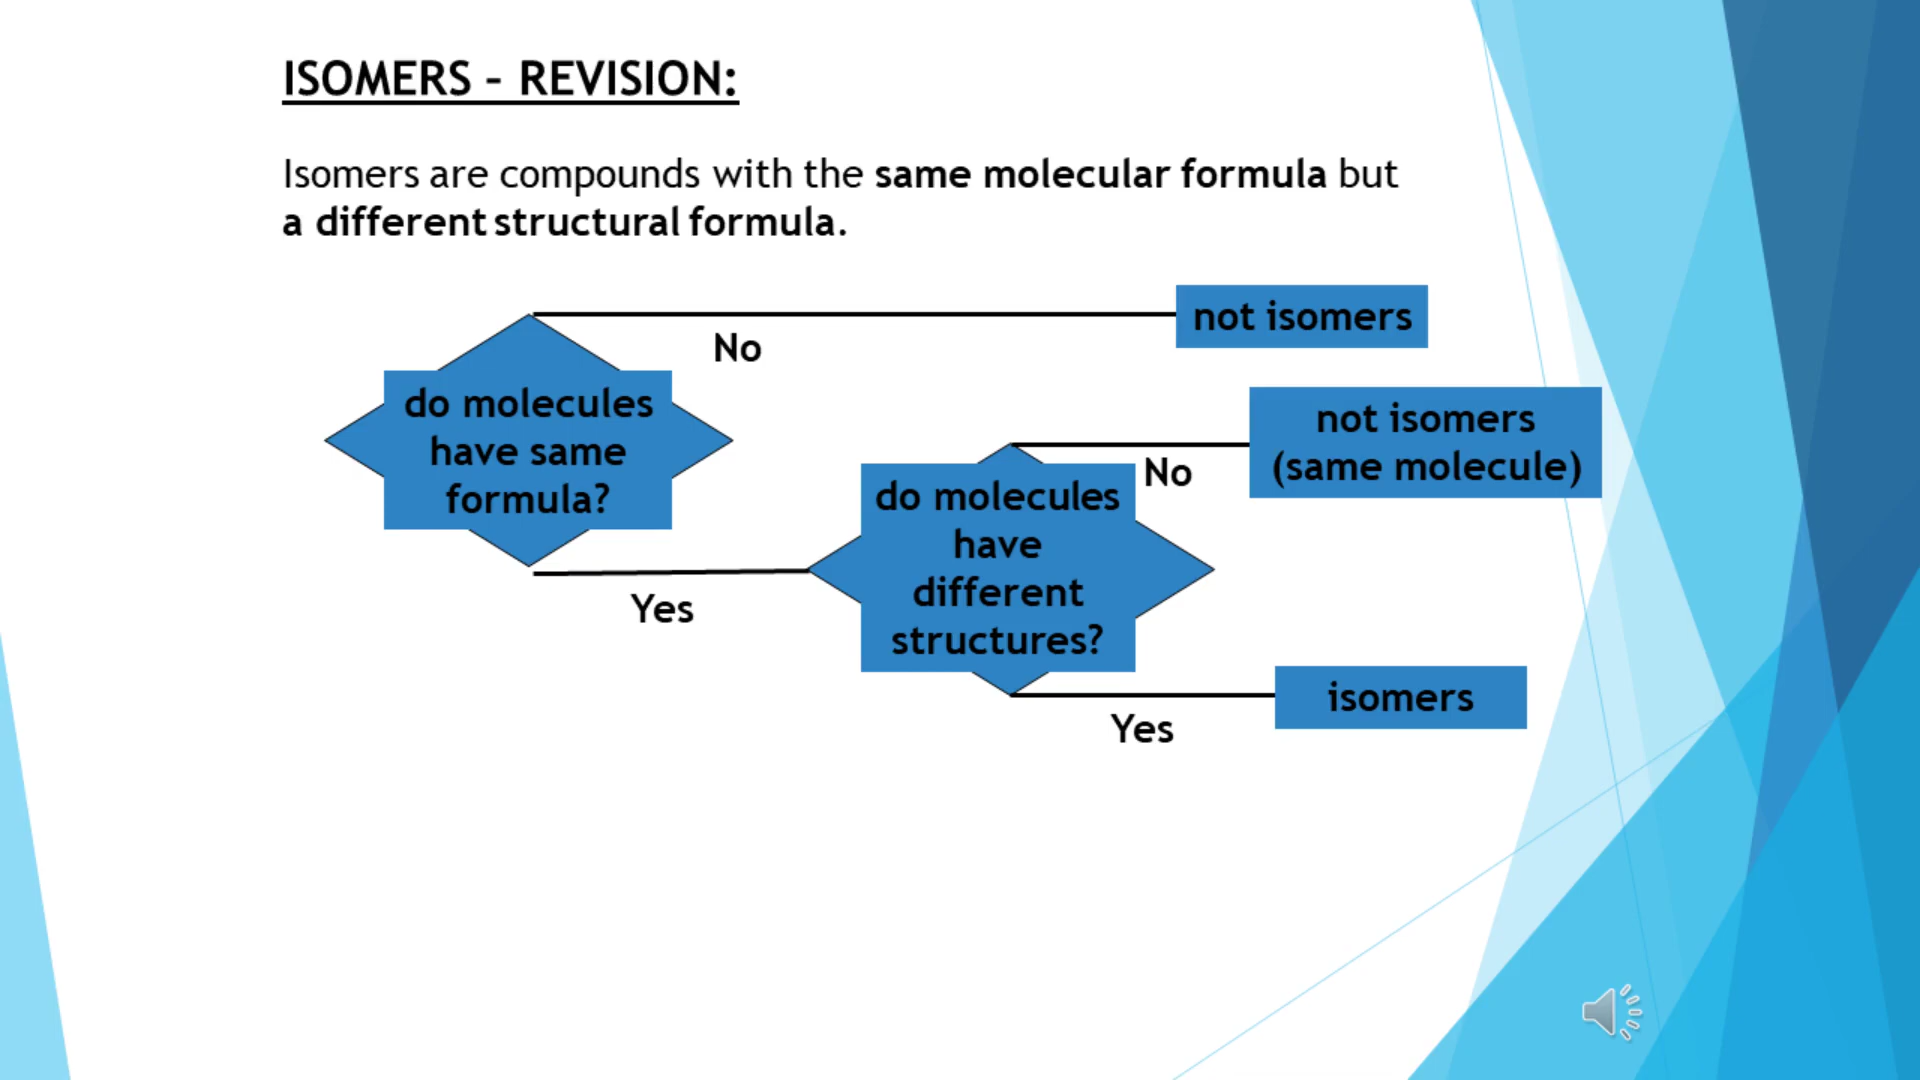 ISOMERS – REVISION:
Isomers are compounds with the same molecular formula but
a different structural formula.
not isomers
No
do molecules
have same
formula?
not isomers
(same molecule)
No
do molecules
have
different
structures?
Yes
isomers
Yes